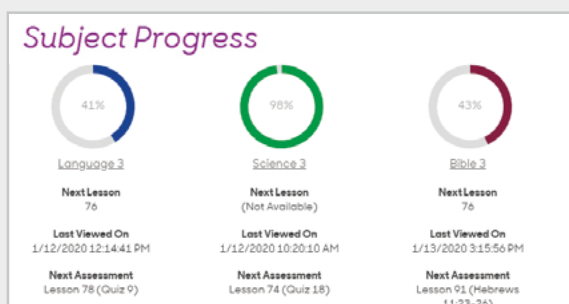 Subject Progress
41%
98%
43%
Language 3
Science 3
Bible 3
Next Lesson
76
Next Lesson
(Not Available)
Next Lesson
76
Last Viewed On
1/12/2020 12:14:41 PM
Last Viewed On
1/12/2020 10:20:10 AM
Last Viewed On
1/13/2020 3:15:56 PM
Next Assessment
Lesson 78 (Quiz 9)
Next Assessment
Lesson 74 (Quiz 18)
Next Assessment
Lesson 91 (Hebrews
11:23-26)